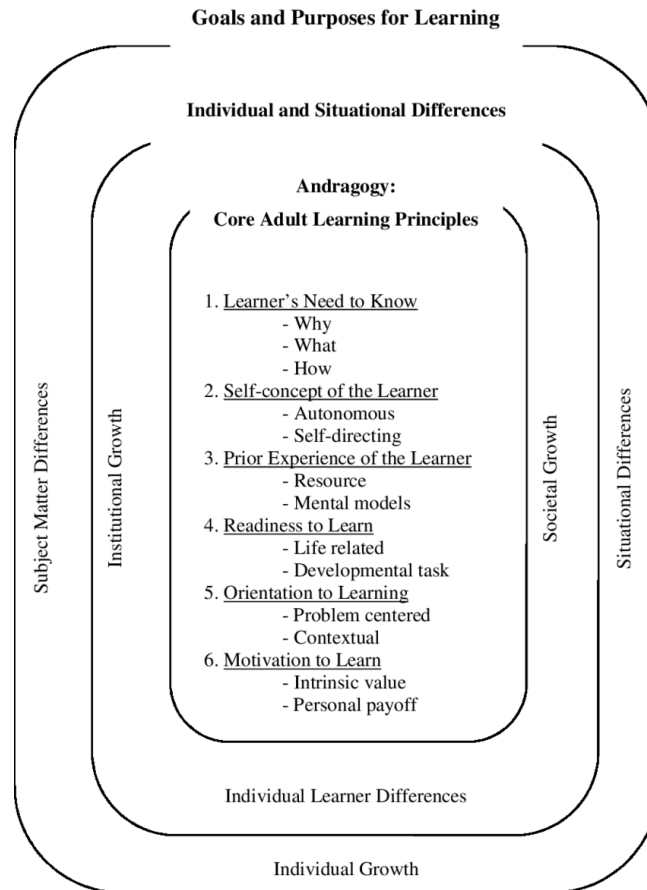 Goals and Purposes for Learning
Individual and Situational Differences
Andragogy:
Core Adult Learning Principles
1. Learner's Need to Know
- Why
- What
- How
2. Self-concept of the Learner
- Autonomous
- Self-directing
3. Prior Experience of the Learner
- Resource
- Mental models
4. Readiness to Learn
- Life related
- Developmental task
5. Orientation to Learning
- Problem centered
- Contextual
6. Motivation to Learn
- Intrinsic value
- Personal payoff
Subject Matter Differences
Institutional Growth
Societal Growth
Situational Differences
Individual Learner Differences
Individual Growth